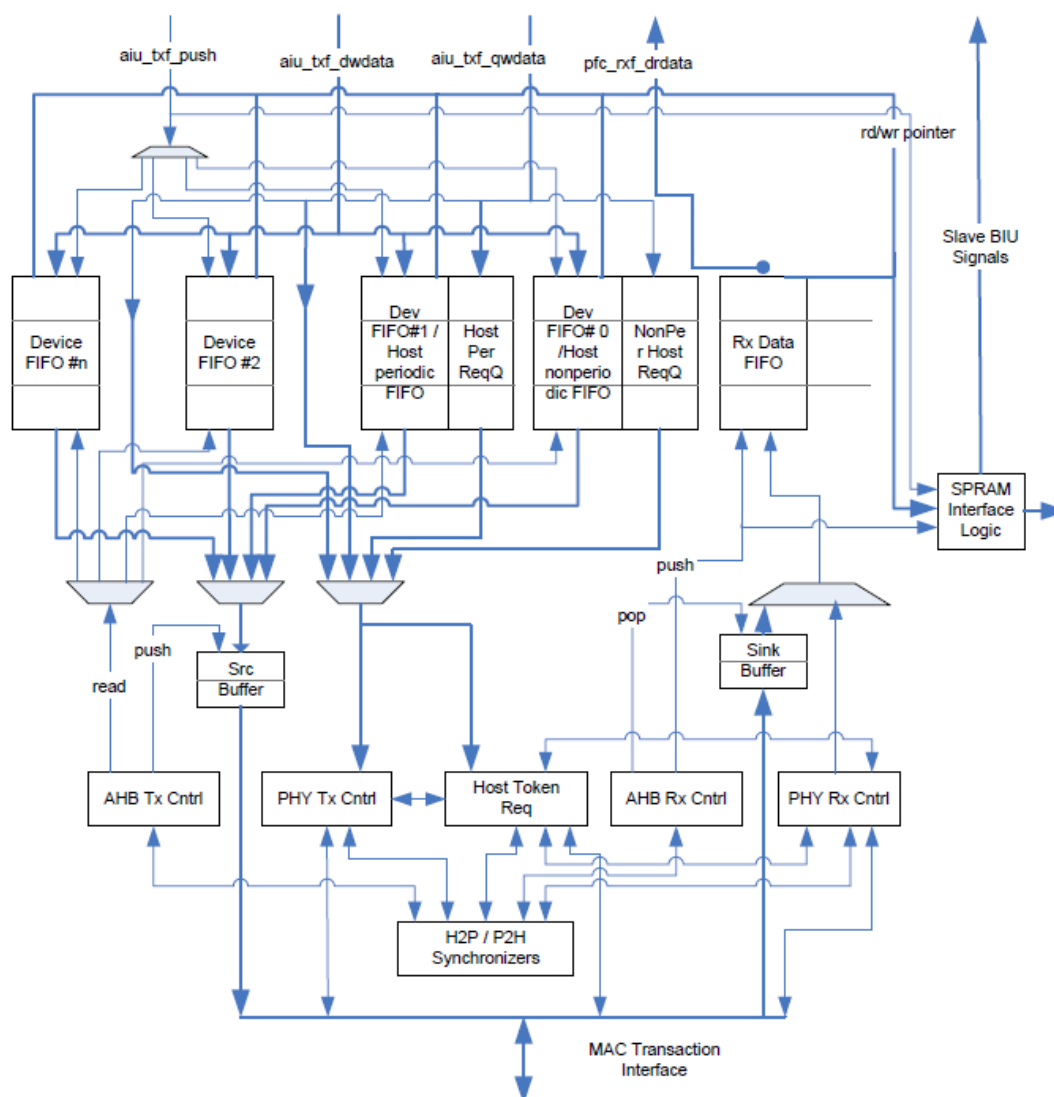 aiu_txf_push
aiu_txf_dwdata
aiu_txf_qwdata
pfc_rxf_drdata
rd/wr pointer
Slave BIU
Signals
Device
FIFO #n
Device
FIFO #2
Dev
FIFO#1 /
Host
periodic
FIFO
Host
Per
ReqQ
Dev
FIFO# 0
/Host
nonperio
dic FIFO
NonPe
r Host
ReqQ
Rx Data
FIFO
SPRAM
Interface
Logic
push
pop
push
read
Src
Buffer
Sink
Buffer
AHB Tx Cntrl
PHY Tx Cntrl
Host Token
Req
AHB Rx Cntrl
PHY Rx Cntrl
H2P / P2H
Synchronizers
MAC Transaction
Interface